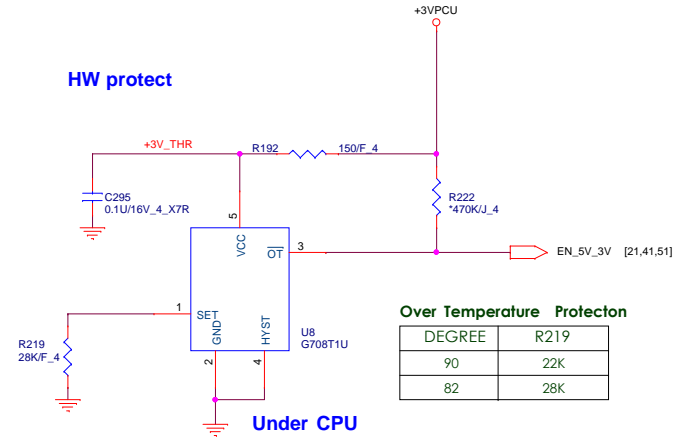 +3VPCU
HW protect
+3V_THR
R192
150/F_4
C295
0.1U/16V_4_X7R
R222
*470K/J_4
5
VCC
OT
3
EN_5V_3V
[21,41,51]
1
SET
GND
HYST
U8
G708T1U
R219
28K/F_4
2
4
Under CPU
Over Temperature Protecton
DEGREE R219
90 22K
82 28K